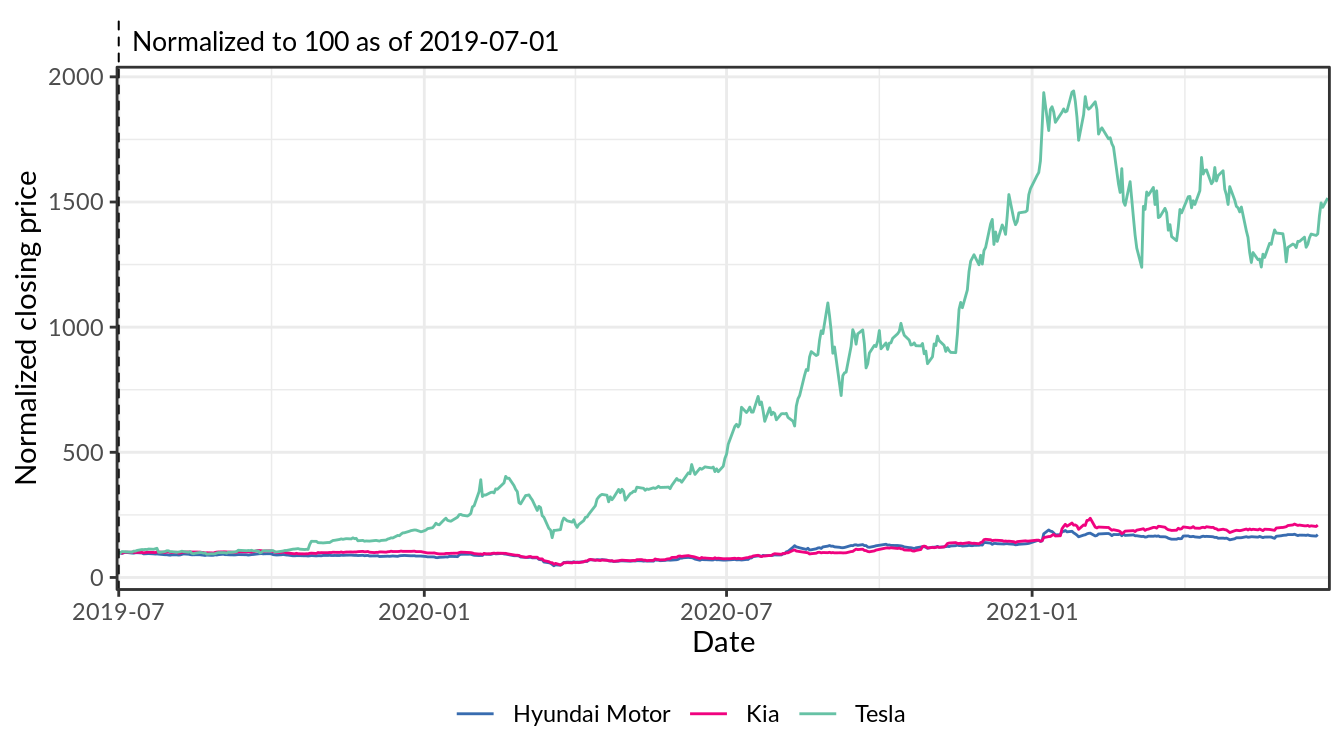 Normalized to 100 as of 2019-07-01
2000
1500
1000
500
0
Normalized closing price
2019-07 2020-01 2020-07 2021-01
Date
Hyundai Motor Kia Tesla